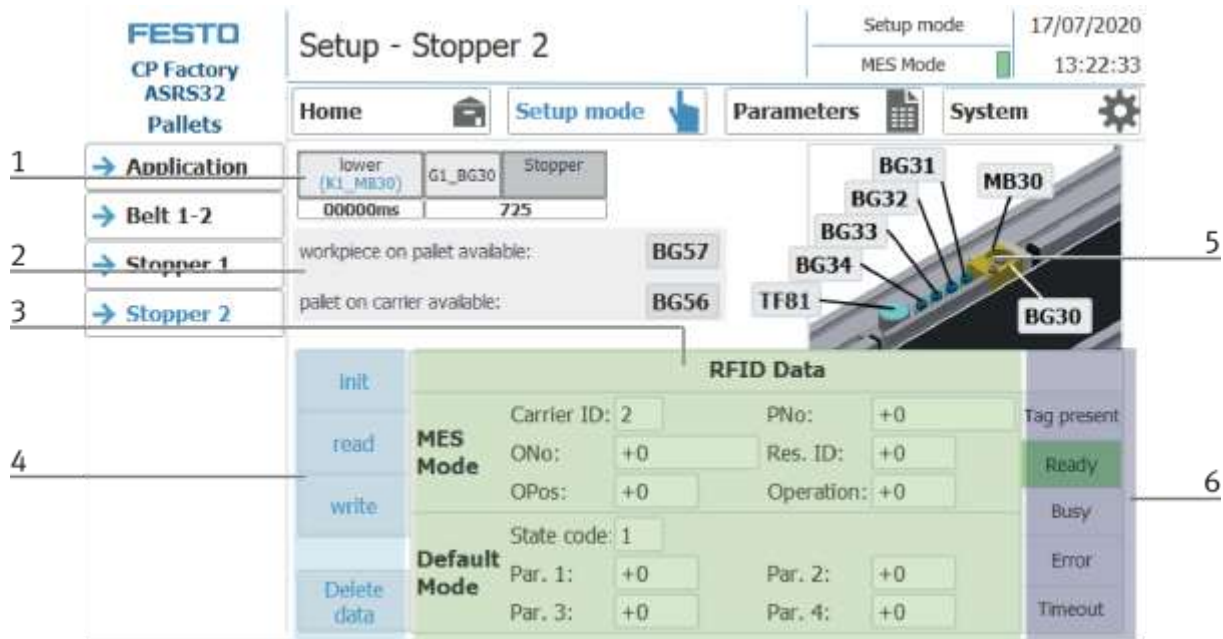 FESTO
CP Factory
ASRS32
Pallets
Setup - Stopper 2
Setup mode
MES Mode
17/07/2020
13:22:33
Home
Setup mode
Parameters
System
1
Application
Belt 1-2
2
Stopper 1
3
Stopper 2
lower
(K1_MB30)
G1_BG30
Stopper
00000ms
725
workpiece on pallet available:
BG57
pallet on carrier available:
BG56
BG31
BG32
BG33
BG34
TF81
MB30
5
BG30
4
init
read
write
Delete
data
RFID Data
MES
Mode
Carrier ID: 2
PNo: +0
ONo: +0
Res. ID: +0
OPos: +0
Operation: +0
Default
Mode
State code: 1
Par. 1: +0
Par. 2: +0
Par. 3: +0
Par. 4: +0
Tag present
Ready
6
Busy
Error
Timeout